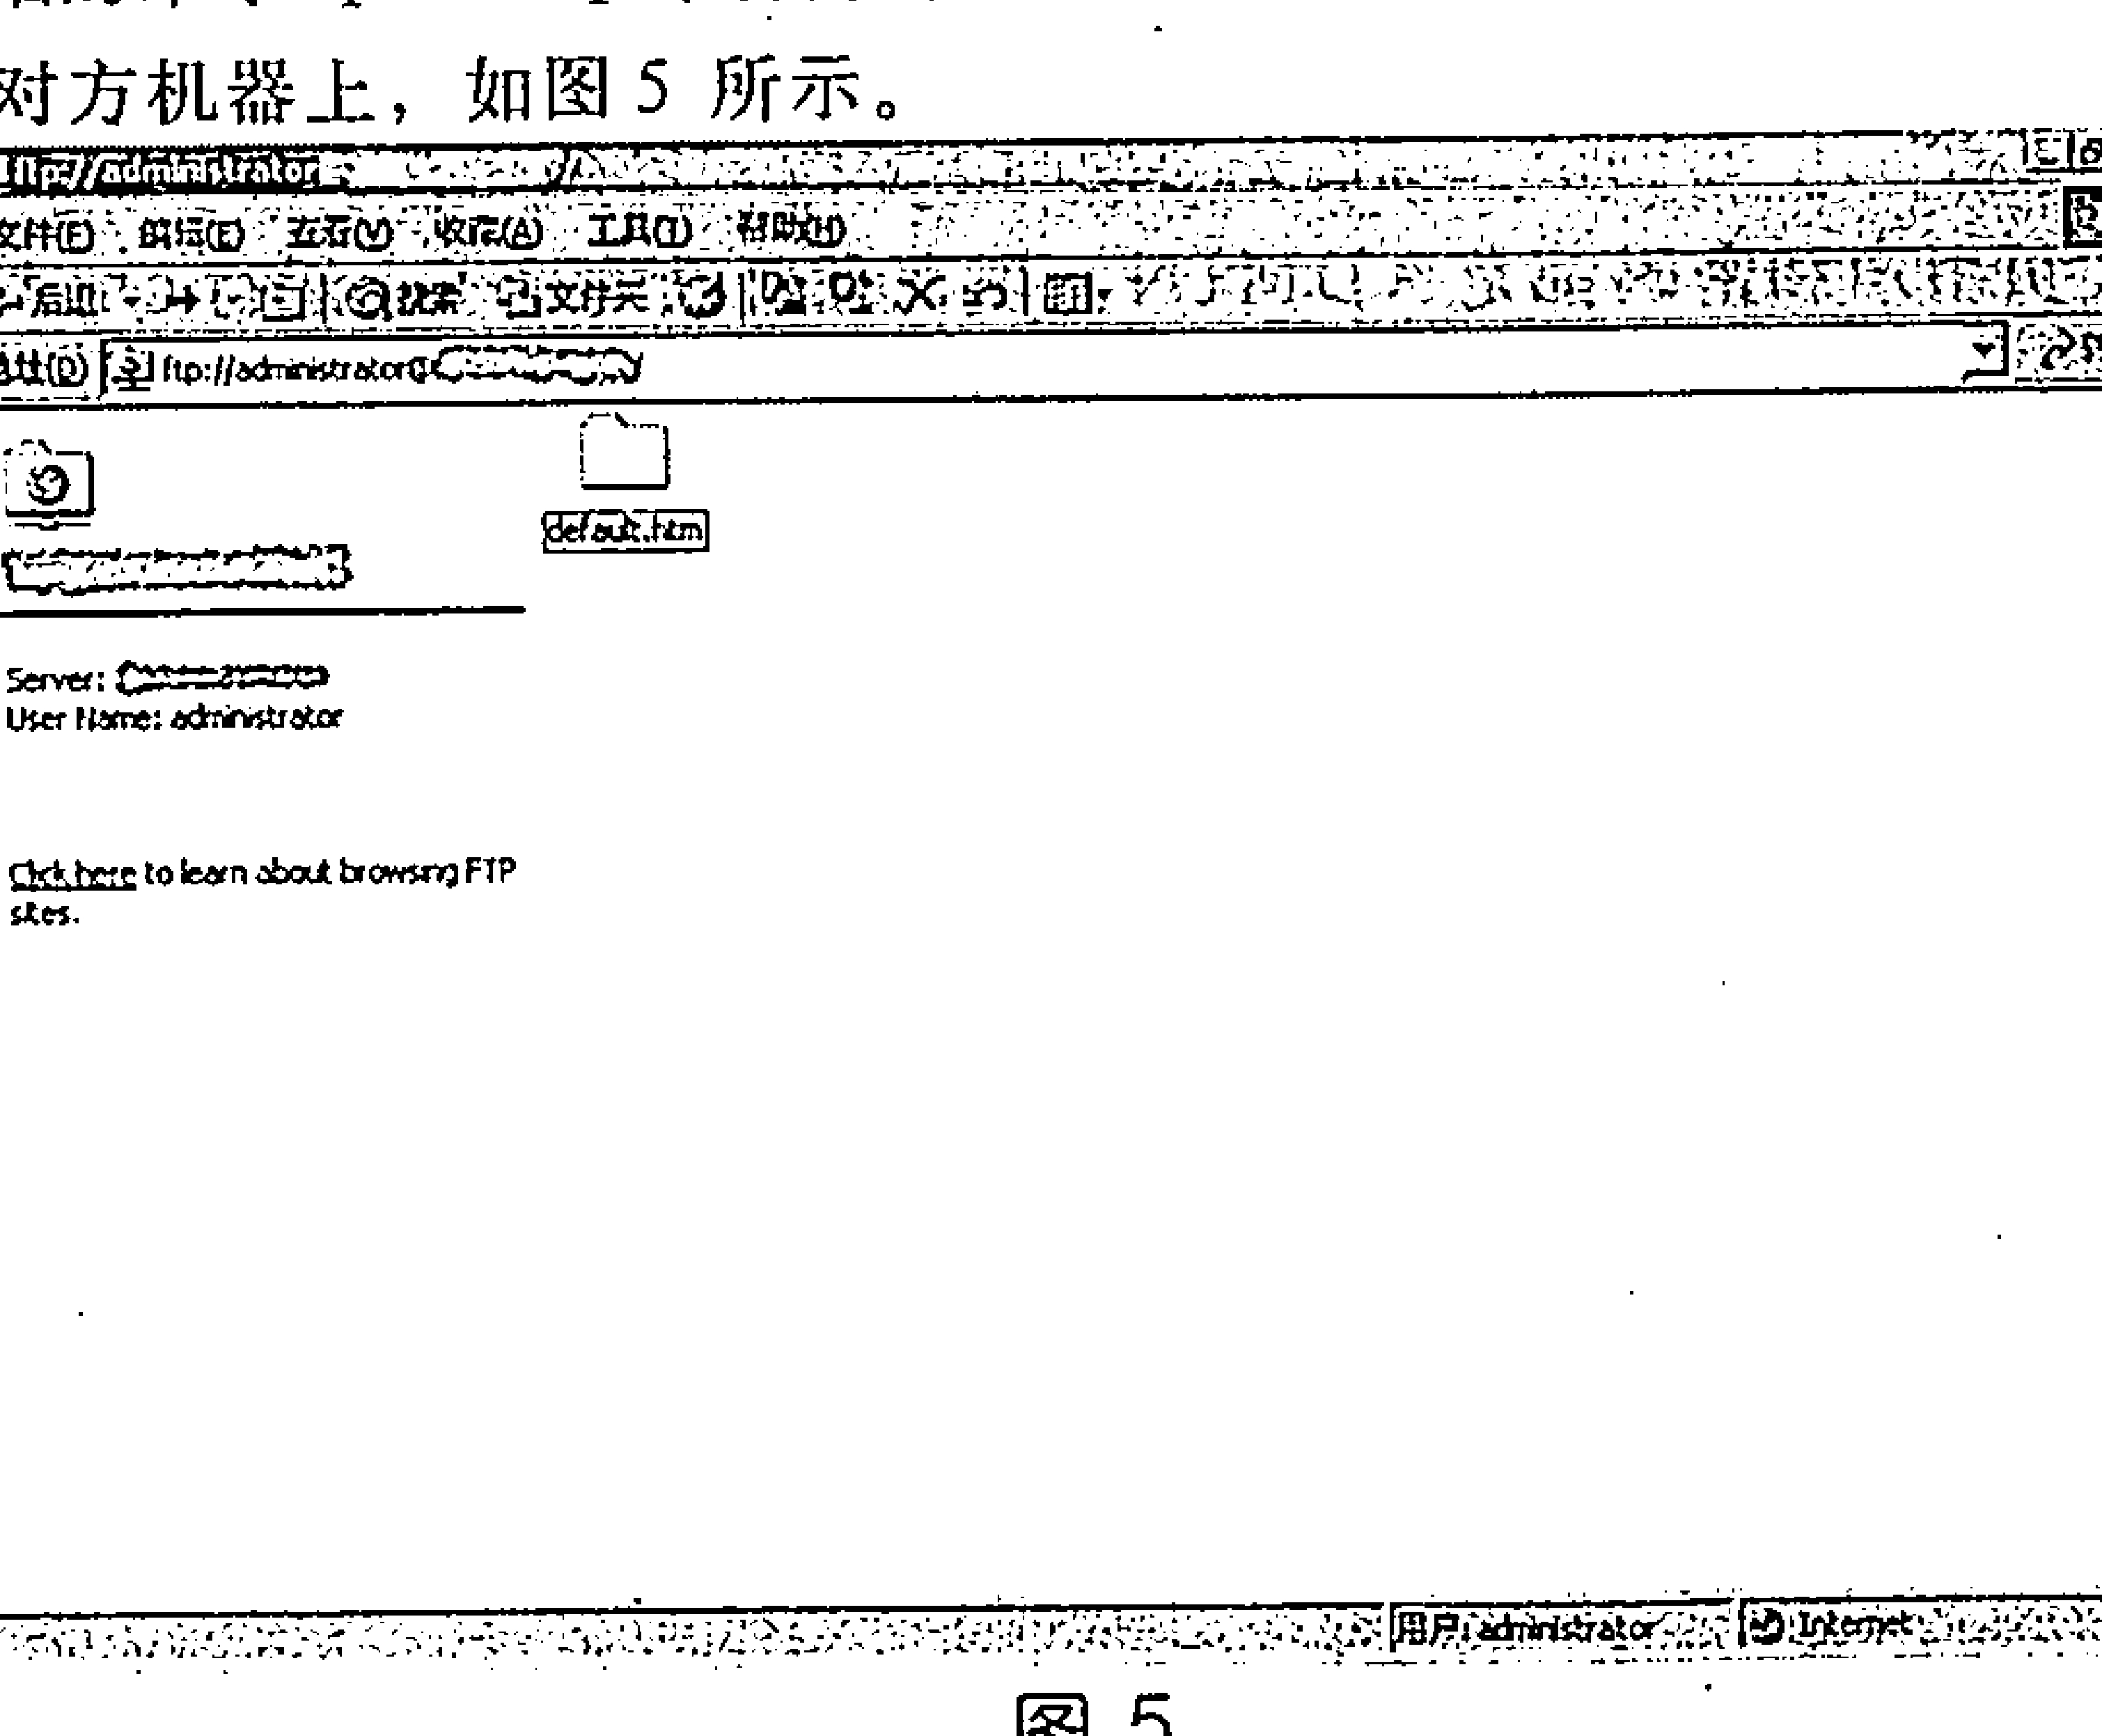 对方机器上，如图 5 所示。
ftp://administrator
文件(F) 编辑(E) 查看(V) 收藏(A) 工具(T) 帮助(H)
后退 搜索 文件夹
地址(D) ftp://administrator@
default.htm
Server:
User Name: administrator
Click here to learn about browsing FTP
sites.
用户: administrator Internet
图 5